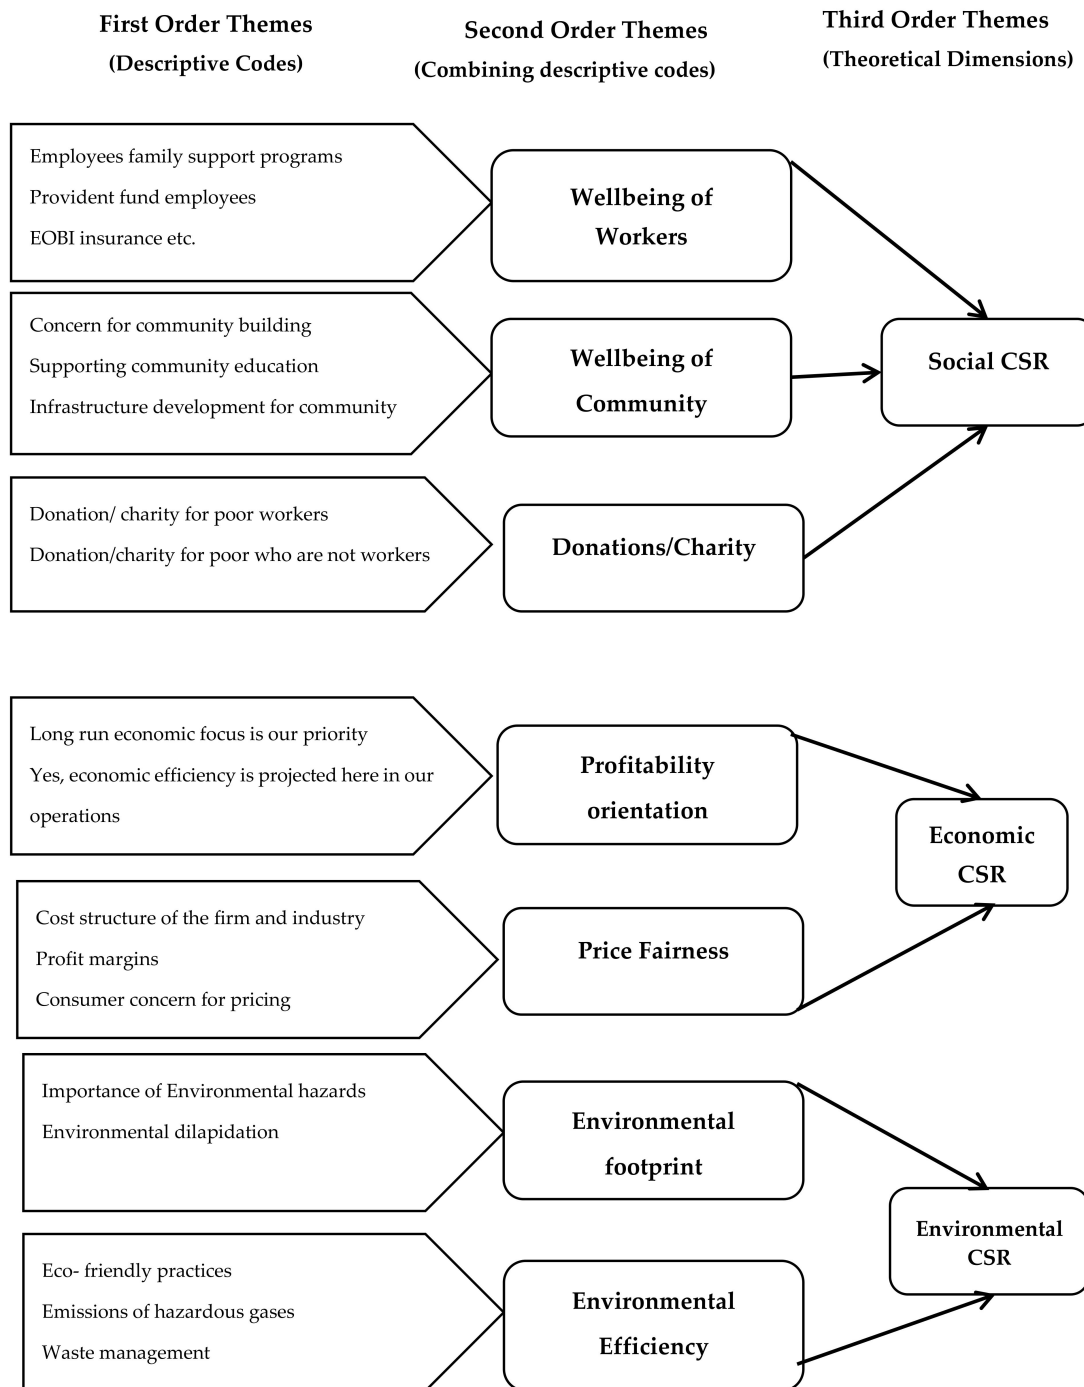 First Order Themes
(Descriptive Codes)
Second Order Themes
(Combining descriptive codes)
Third Order Themes
(Theoretical Dimensions)
Employees family support programs
Provident fund employees
EOBI insurance etc.
Wellbeing of
Workers
Concern for community building
Supporting community education
Infrastructure development for community
Wellbeing of
Community
Social CSR
Donation/ charity for poor workers
Donation/charity for poor who are not workers
Donations/Charity
Long run economic focus is our priority
Yes, economic efficiency is projected here in our
operations
Profitability
orientation
Economic
CSR
Cost structure of the firm and industry
Profit margins
Consumer concern for pricing
Price Fairness
Importance of Environmental hazards
Environmental dilapidation
Environmental
footprint
Environmental
CSR
Eco- friendly practices
Emissions of hazardous gases
Waste management
Environmental
Efficiency